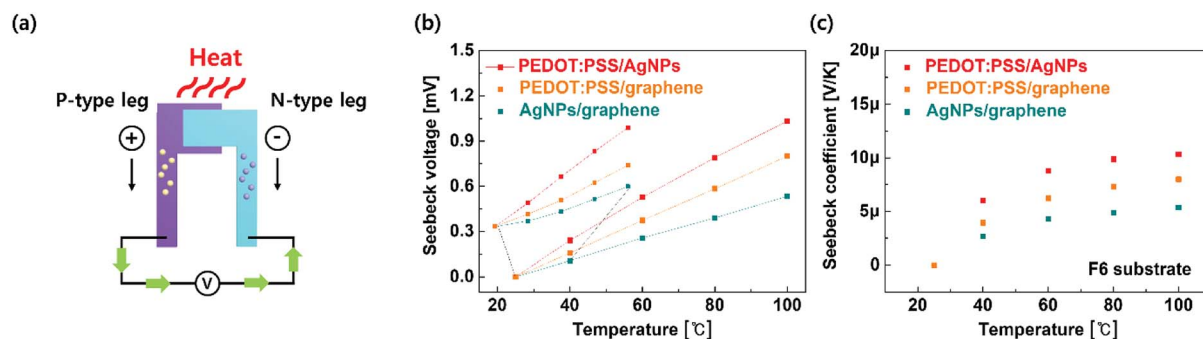 (a)
Heat
P-type leg
N-type leg
+
-
V
(b)
1.5
1.2
0.9
0.6
0.3
0.0
Seebeck voltage [mV]
PEDOT:PSS/AgNPs
PEDOT:PSS/graphene
AgNPs/graphene
20
40
60
80
100
Temperature [℃]
(c)
20μ
15μ
10μ
5μ
0
Seebeck coefficient [V/K]
PEDOT:PSS/AgNPs
PEDOT:PSS/graphene
AgNPs/graphene
F6 substrate
20
40
60
80
100
Temperature [℃]